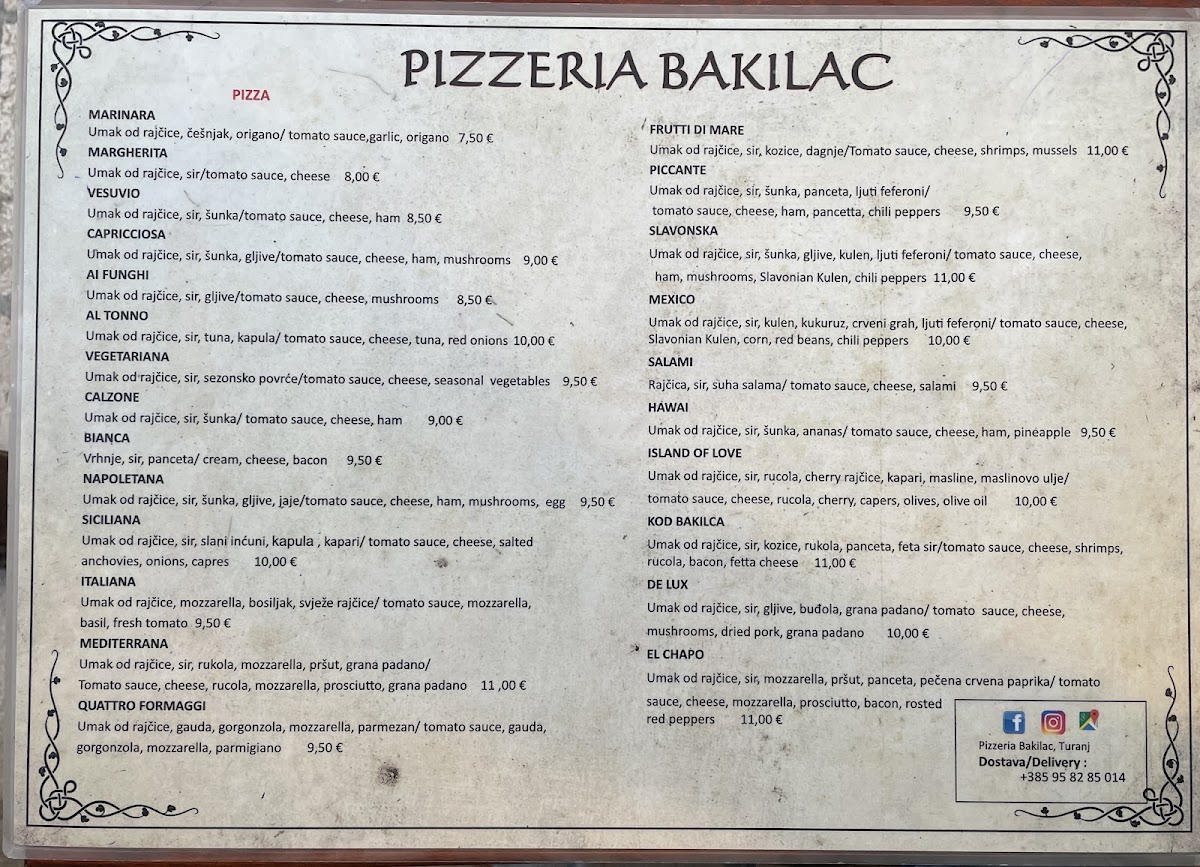 PIZZERIA BAKILAC
PIZZA
MARINARA
Umak od rajčice, češnjak, origano/ tomato sauce,garlic, origano 7,50 €
MARGHERITA
Umak od rajčice, sir/tomato sauce, cheese 8,00 €
VESUVIO
Umak od rajčice, sir, šunka/tomato sauce, cheese, ham 8,50 €
CAPRICCIOSA
Umak od rajčice, sir, šunka, gljive/tomato sauce, cheese, ham, mushrooms 9,00 €
AI FUNGHI
Umak od rajčice, sir, gljive/tomato sauce, cheese, mushrooms 8,50 €
AL TONNO
Umak od rajčice, sir, tuna, kapula/ tomato sauce, cheese, tuna, red onions 10,00 €
VEGETARIANA
Umak od rajčice, sir, sezonsko povrće/tomato sauce, cheese, seasonal vegetables 9,50 €
CALZONE
Umak od rajčice, sir, šunka/ tomato sauce, cheese, ham 9,00 €
BIANCA
Vrhnje, sir, panceta/ cream, cheese, bacon 9,50 €
NAPOLETANA
Umak od rajčice, sir, šunka, gljive, jaje/tomato sauce, cheese, ham, mushrooms, egg 9,50 €
SICILIANA
Umak od rajčice, sir, slani inćuni, kapula , kapari/ tomato sauce, cheese, salted
anchovies, onions, capres 10,00 €
ITALIANA
Umak od rajčice, mozzarella, bosiljak, svježe rajčice/ tomato sauce, mozzarella,
basil, fresh tomato 9,50 €
MEDITERRANA
Umak od rajčice, sir, rukola, mozzarella, pršut, grana padano/
Tomato sauce, cheese, rucola, mozzarella, prosciutto, grana padano 11 ,00 €
QUATTRO FORMAGGI
Umak od rajčice, gauda, gorgonzola, mozzarella, parmezan/ tomato sauce, gauda,
gorgonzola, mozzarella, parmigiano 9,50 €
FRUTTI DI MARE
Umak od rajčice, sir, kozice, dagnje/Tomato sauce, cheese, shrimps, mussels 11,00 €
PICCANTE
Umak od rajčice, sir, šunka, panceta, ljuti feferoni/
tomato sauce, cheese, ham, pancetta, chili peppers 9,50 €
SLAVONSKA
Umak od rajčice, sir, šunka, gljive, kulen, ljuti feferoni/ tomato sauce, cheese,
ham, mushrooms, Slavonian Kulen, chili peppers 11,00 €
MEXICO
Umak od rajčice, sir, kulen, kukuruz, crveni grah, ljuti feferoni/ tomato sauce, cheese,
Slavonian Kulen, corn, red beans, chili peppers 10,00 €
SALAMI
Rajčica, sir, suha salama/ tomato sauce, cheese, salami 9,50 €
HAWAI
Umak od rajčice, sir, šunka, ananas/ tomato sauce, cheese, ham, pineapple 9,50 €
ISLAND OF LOVE
Umak od rajčice, sir, rucola, cherry rajčice, kapari, masline, maslinovo ulje/
tomato sauce, cheese, rucola, cherry, capers, olives, olive oil 10,00 €
KOD BAKILCA
Umak od rajčice, sir, kozice, rukola, panceta, feta sir/tomato sauce, cheese, shrimps,
rucola, bacon, fetta cheese 11,00 €
DE LUX
Umak od rajčice, sir, gljive, buđola, grana padano/ tomato sauce, cheese,
mushrooms, dried pork, grana padano 10,00 €
EL CHAPO
Umak od rajčice, sir, mozzarella, pršut, panceta, pečena crvena paprika/ tomato
sauce, cheese, mozzarella, prosciutto, bacon, rosted
red peppers 11,00 €
Pizzeria Bakilac, Turanj
Dostava/Delivery :
+385 95 82 85 014